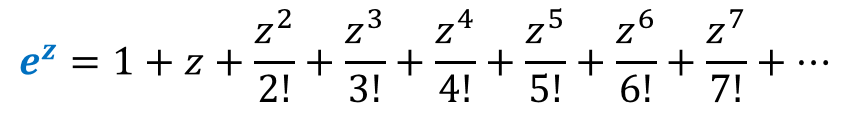 e^z = 1 + z + z^2/2! + z^3/3! + z^4/4! + z^5/5! + z^6/6! + z^7/7! + ⋯